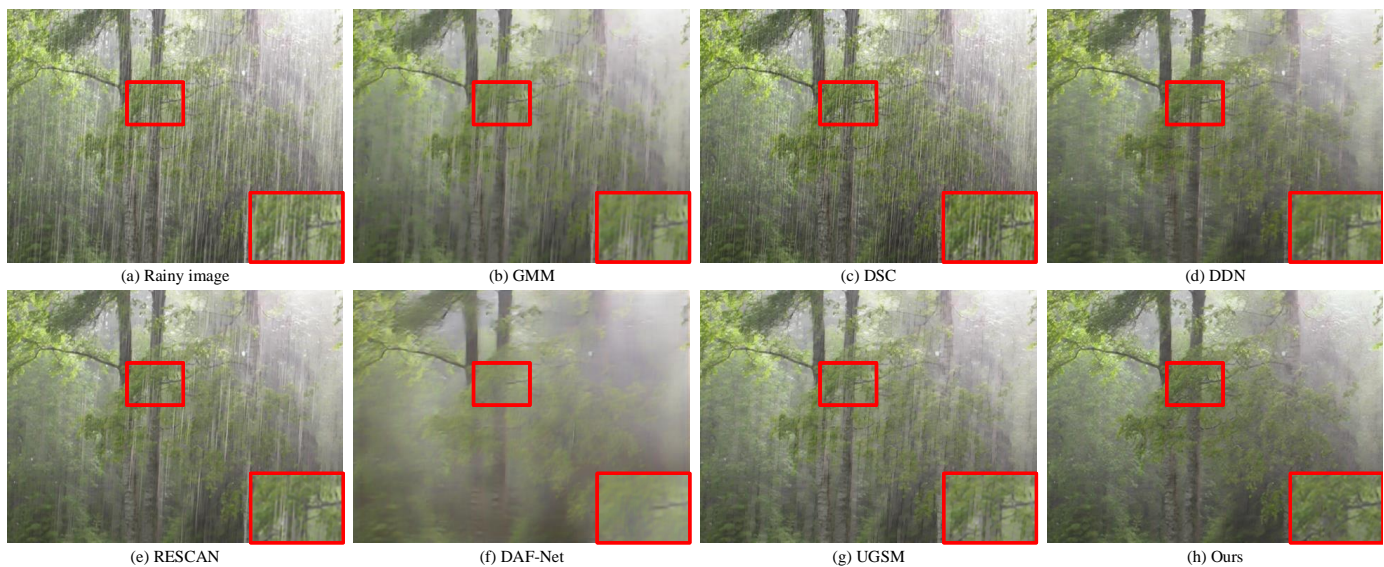 (a) Rainy image
(b) GMM
(c) DSC
(d) DDN
(e) RESCAN
(f) DAF-Net
(g) UGSM
(h) Ours